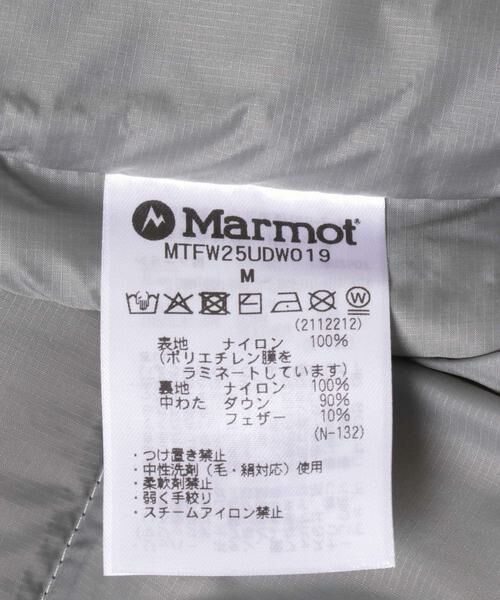 Marmot®
MTFW25UDW019
M
W
(2112212)
表地 ナイロン 100%
(ポリエチレン膜を
ラミネートしています)
裏地 ナイロン 100%
中わた ダウン 90%
フェザー 10%
(N-132)
・つけ置き禁止
・中性洗剤(毛・絹対応)使用
・柔軟剤禁止
・弱く手絞り
・スチームアイロン禁止